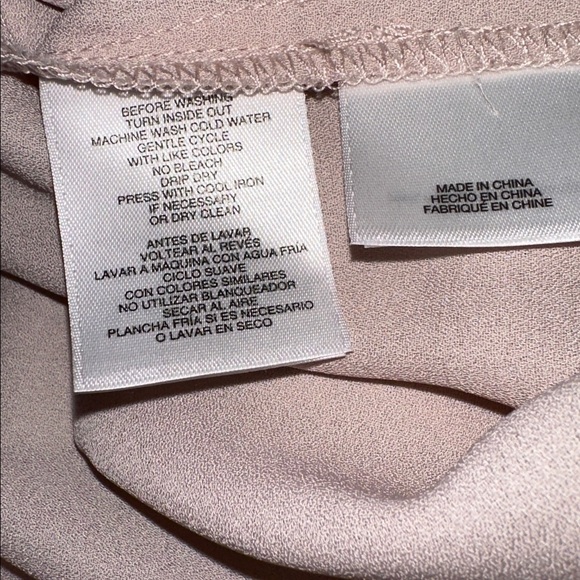 BEFORE WASHING
TURN INSIDE OUT
MACHINE WASH COLD WATER
GENTLE CYCLE
WITH LIKE COLORS
NO BLEACH
DRIP DRY
PRESS WITH COOL IRON
IF NECESSARY
OR DRY CLEAN
ANTES DE LAVAR
VOLTEAR AL REVÉS
LAVAR A MÁQUINA CON AGUA FRÍA
CICLO SUAVE
CON COLORES SIMILARES
NO UTILIZAR BLANQUEADOR
SECAR AL AIRE
PLANCHA FRÍA SI ES NECESARIO
O LAVAR EN SECO
MADE IN CHINA
HECHO EN CHINA
FABRIQUÉ EN CHINE